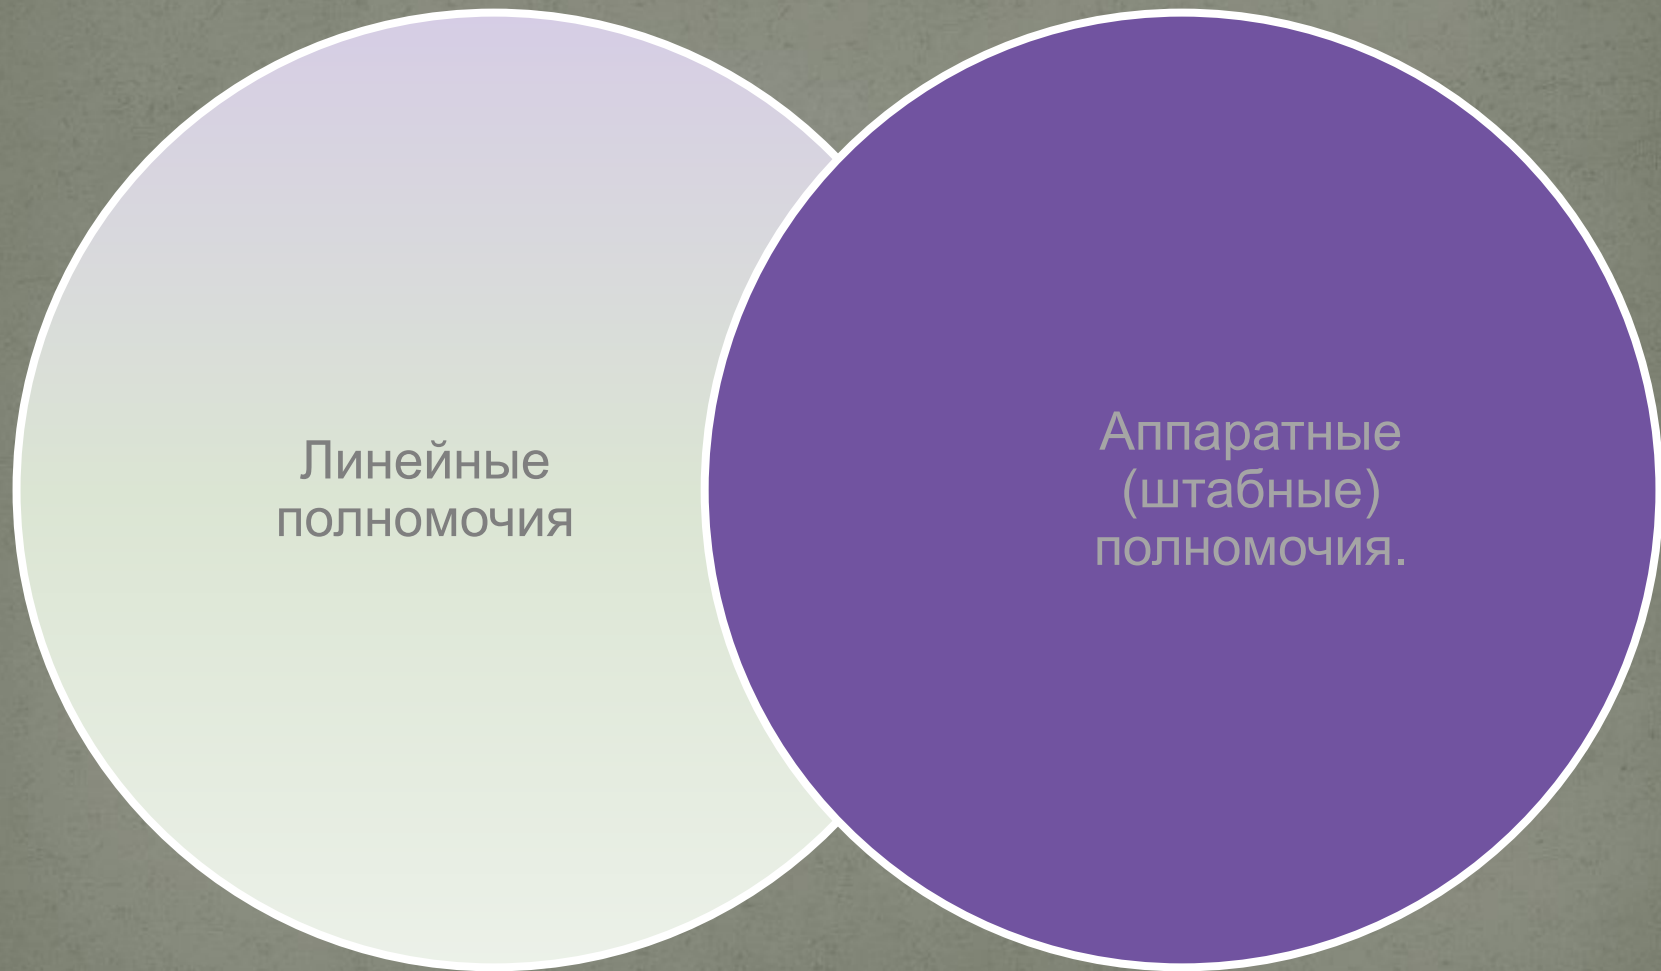 Линейные
полномочия
Аппаратные
(штабные)
полномочия.